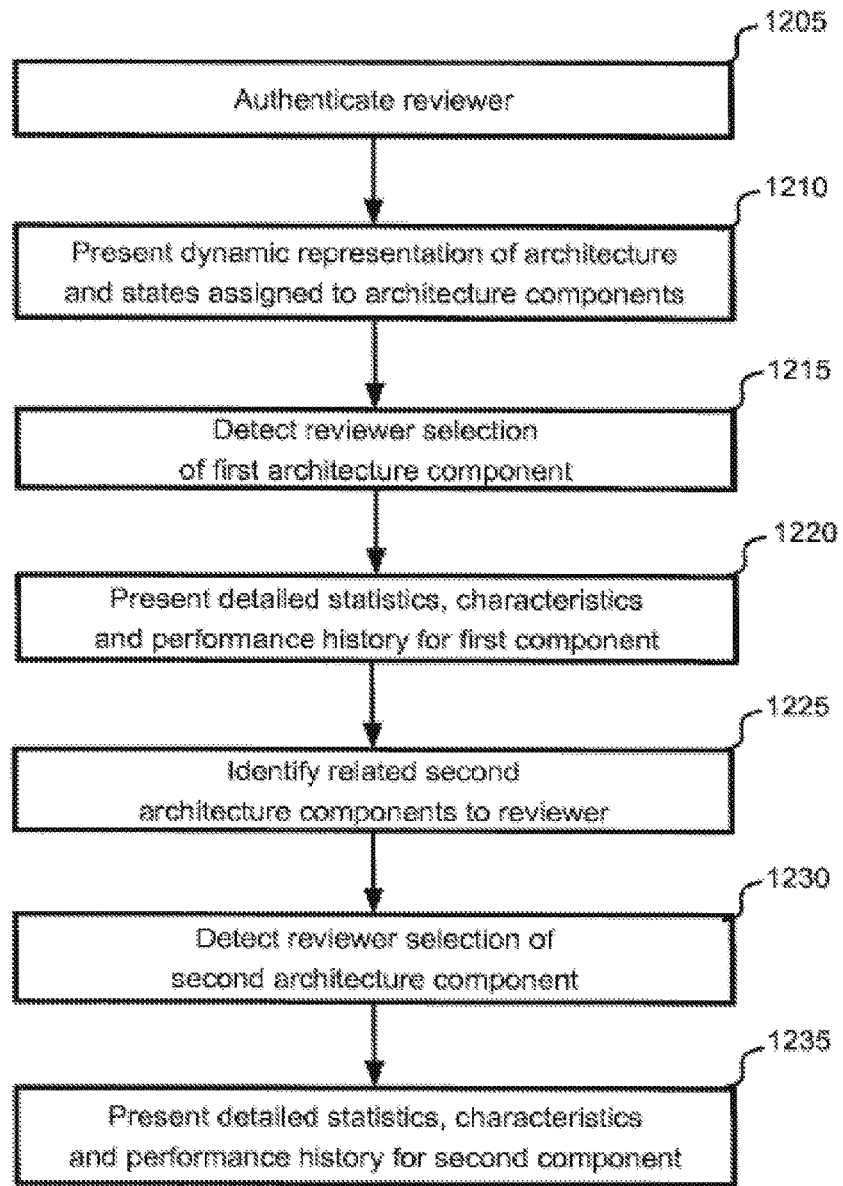 1205
Authenticate reviewer
1210
Present dynamic representation of architecture
and states assigned to architecture components
1215
Detect reviewer selection
of first architecture component
1220
Present detailed statistics, characteristics
and performance history for first component
1225
Identify related second
architecture components to reviewer
1230
Detect reviewer selection of
second architecture component
1235
Present detailed statistics, characteristics
and performance history for second component